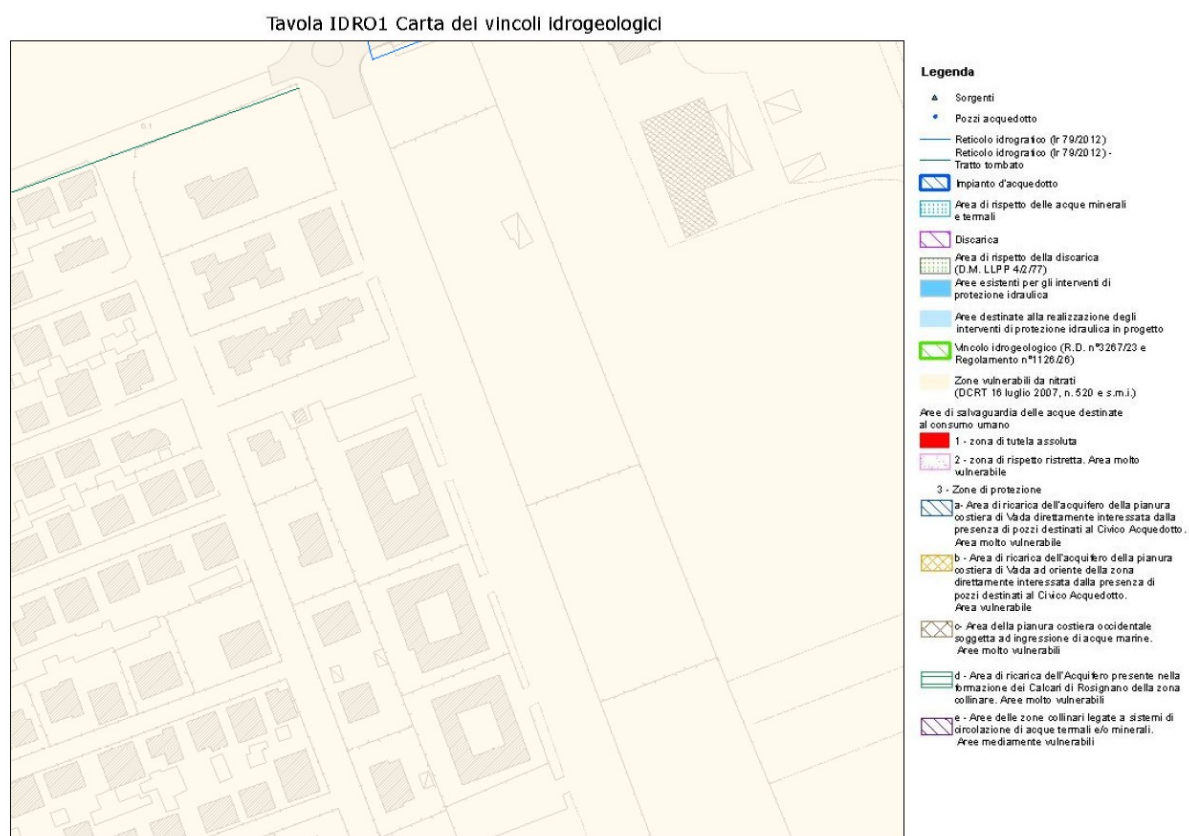 Tavola IDRO1 Carta dei vincoli idrogeologici
Legenda
Sorgenti
Pozzi acquedotto
Reticolo idrografico (lr 79/2012)
Reticolo idrografico (lr 79/2012) -
Tratto tombato
Impianto d'acquedotto
Area di rispetto delle acque minerali
e termali
Discarica
Area di rispetto della discarica
(D.M. LLPP 4/2/77)
Aree esistenti per gli interventi di
protezione idraulica
Aree destinate alla realizzazione degli
interventi di protezione idraulica in progetto
Vincolo idrogeologico (R.D. n°3267/23 e
Regolamento n°1126/26)
Zone vulnerabili da nitrati
(DCRT 16 luglio 2007, n. 520 e s.m.i.)
Aree di salvaguardia delle acque destinate
al consumo umano
1 - zona di tutela assoluta
2 - zona di rispetto ristretta. Area molto
vulnerabile
3 - Zone di protezione
a- Area di ricarica dell'acquifero della pianura
costiera di Vada direttamente interessata dalla
presenza di pozzi destinati al Civico Acquedotto.
Area molto vulnerabile
b - Area di ricarica dell'acquifero della pianura
costiera di Vada ad oriente della zona
direttamente interessata dalla presenza di
pozzi destinati al Civico Acquedotto.
Area vulnerabile
c- Area della pianura costiera occidentale
soggetta ad ingressione di acque marine.
Aree molto vulnerabili
d - Area di ricarica dell'Acquifero presente nella
formazione dei Calcari di Rosignano della zona
collinare. Aree molto vulnerabili
e - Aree delle zone collinari legate a sistemi di
circolazione di acque termali e/o minerali.
Aree mediamente vulnerabili